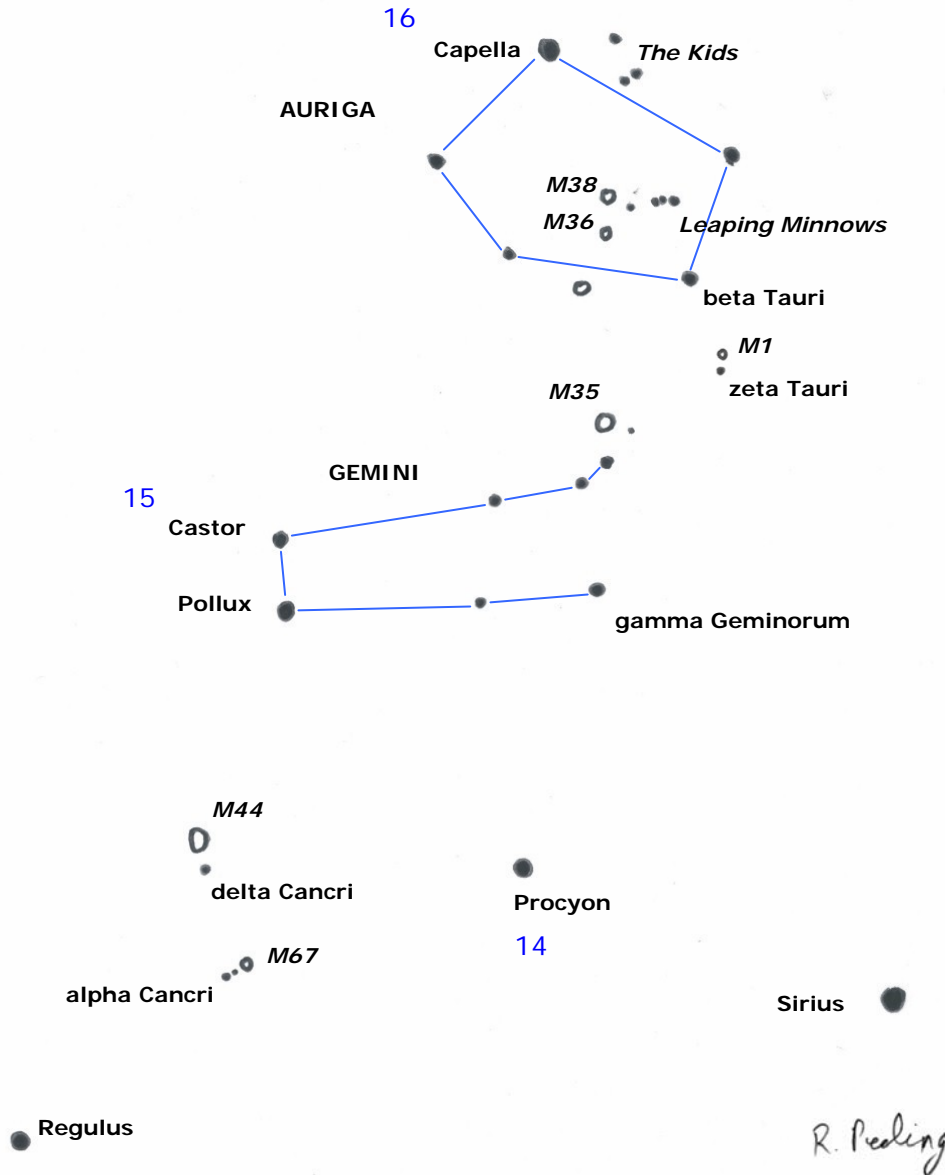 16
Capella
The Kids
AURIGA
M38
M36
Leaping Minnows
beta Tauri
M1
zeta Tauri
M35
GEMINI
15
Castor
Pollux
gamma Geminorum
M44
delta Cancri
Procyon
14
M67
alpha Cancri
Sirius
Regulus
R.